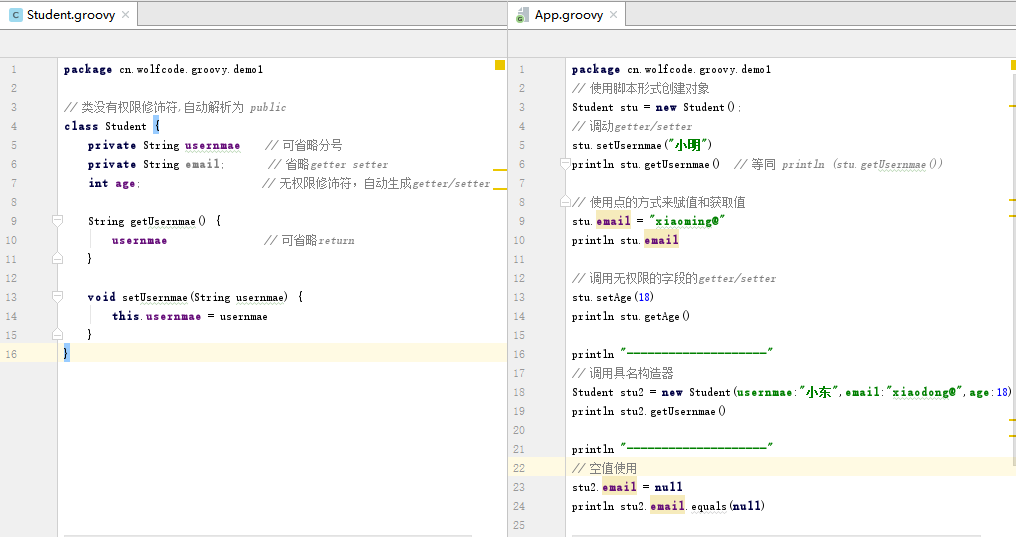 Student.groovy
1 package cn.wolfcode.groovy.demo1
2
3 // 类没有权限修饰符,自动解析为 public
4 class Student {
5 private String usernmae // 可省略分号
6 private String email; // 省略getter setter
7 int age; // 无权限修饰符，自动生成getter/setter
8
9 String getUsernmae() {
10 usernmae // 可省略return
11 }
12
13 void setUsernmae(String usernmae) {
14 this.usernmae = usernmae
15 }
16 }
App.groovy
1 package cn.wolfcode.groovy.demo1
2 // 使用脚本形式创建对象
3 Student stu = new Student();
4 // 调动getter/setter
5 stu.setUsernmae("小明")
6 println stu.getUsernmae() // 等同 println (stu.getUsernmae())
7
8 // 使用点的方式来赋值和获取值
9 stu.email = "xiaoming@"
10 println stu.email
11
12 // 调用无权限的字段的getter/setter
13 stu.setAge(18)
14 println stu.getAge()
15
16 println "--------------------"
17 // 调用具名构造器
18 Student stu2 = new Student(usernmae:"小东",email:"xiaodong@",age:18)
19 println stu2.getUsernmae()
20
21 println "--------------------"
22 // 空值使用
23 stu2.email = null
24 println stu2.email.equals(null)
25